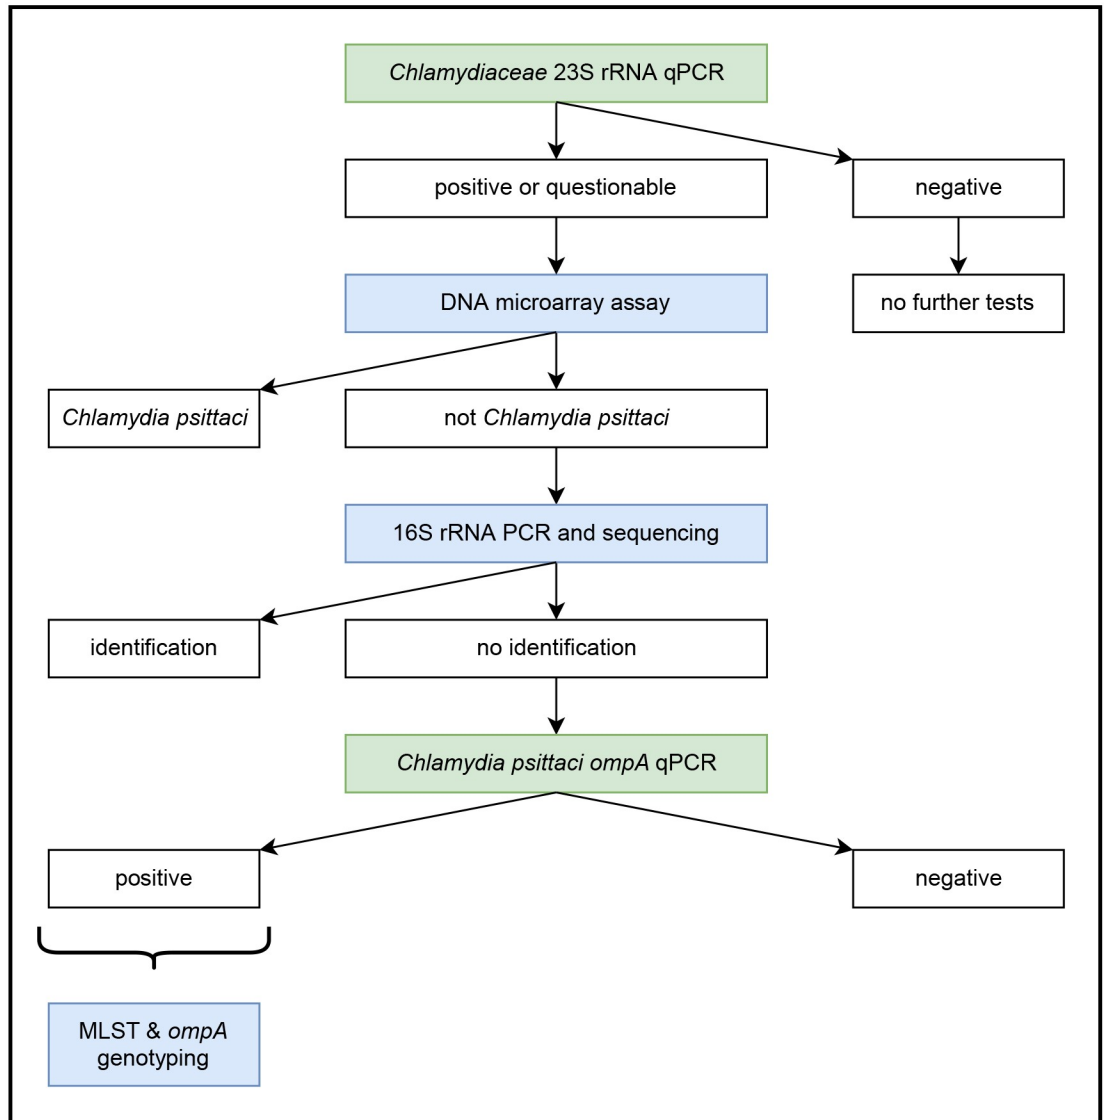 Chlamydiaceae 23S rRNA qPCR
positive or questionable
negative
DNA microarray assay
no further tests
Chlamydia psittaci
not Chlamydia psittaci
16S rRNA PCR and sequencing
identification
no identification
Chlamydia psittaci ompA qPCR
positive
negative
MLST & ompA
genotyping